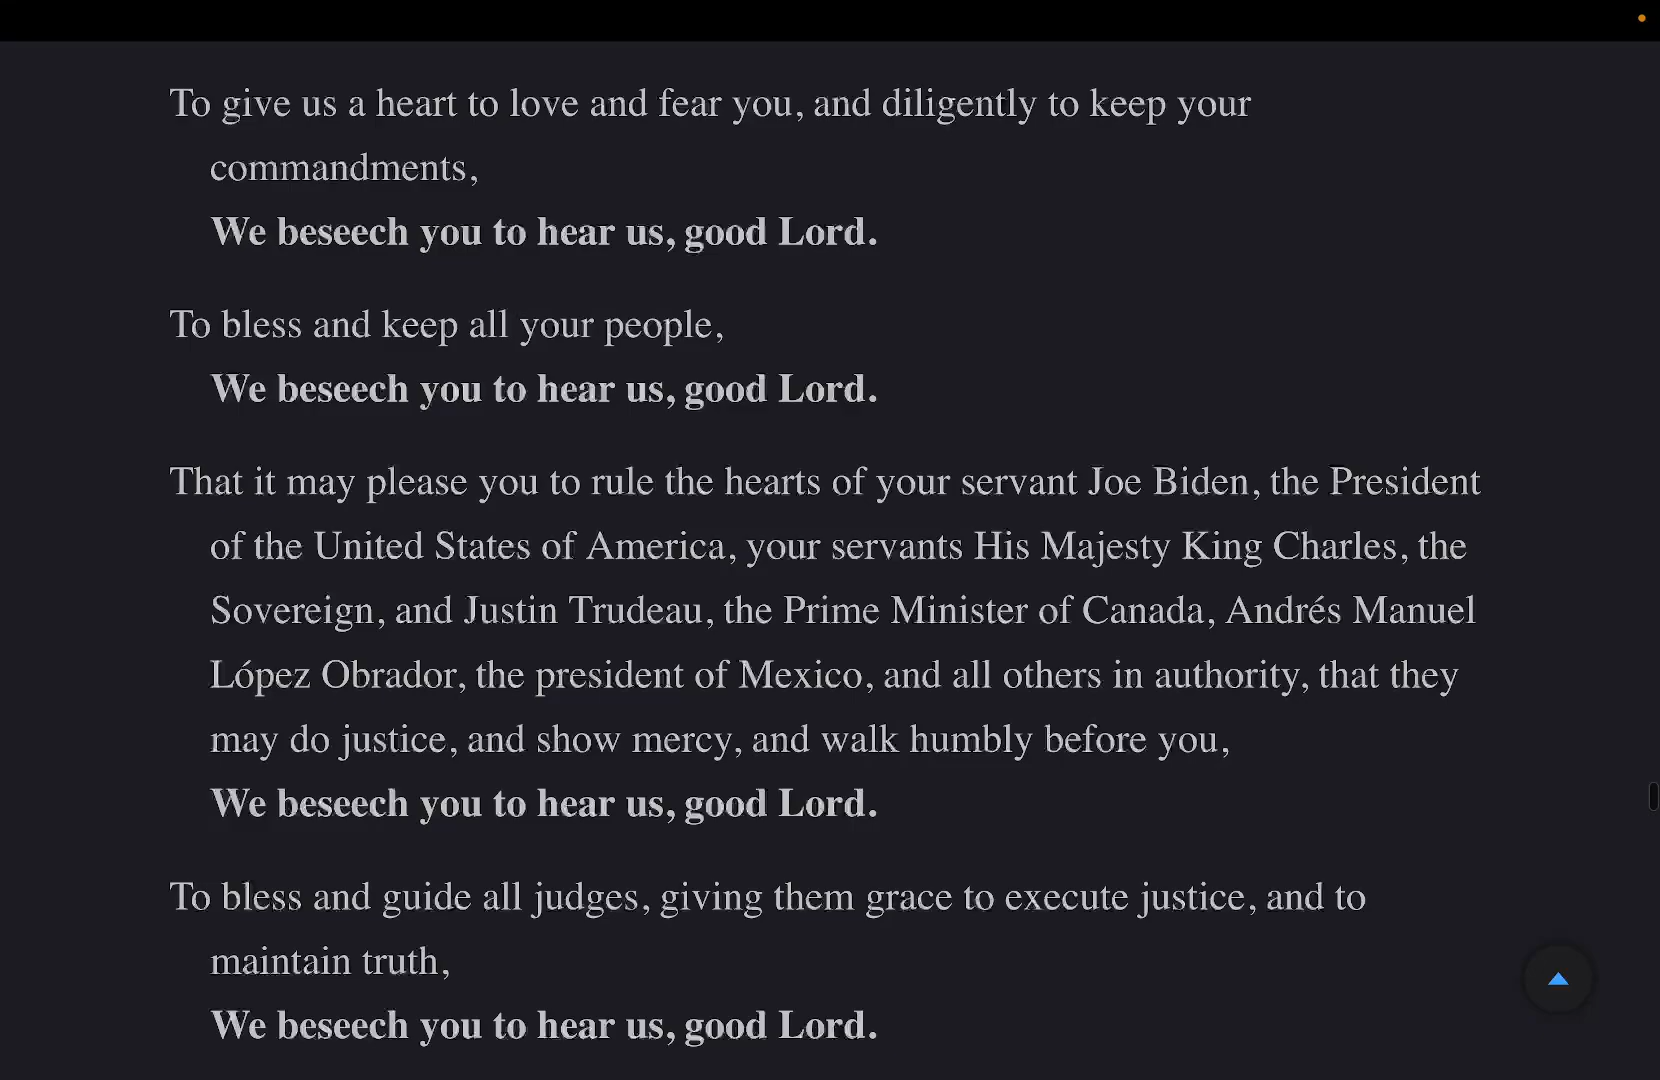 To give us a heart to love and fear you, and diligently to keep your
commandments,
We beseech you to hear us, good Lord.
To bless and keep all your people,
We beseech you to hear us, good Lord.
That it may please you to rule the hearts of your servant Joe Biden, the President
of the United States of America, your servants His Majesty King Charles, the
Sovereign, and Justin Trudeau, the Prime Minister of Canada, Andrés Manuel
López Obrador, the president of Mexico, and all others in authority, that they
may do justice, and show mercy, and walk humbly before you,
We beseech you to hear us, good Lord.
To bless and guide all judges, giving them grace to execute justice, and to
maintain truth,
We beseech you to hear us, good Lord.